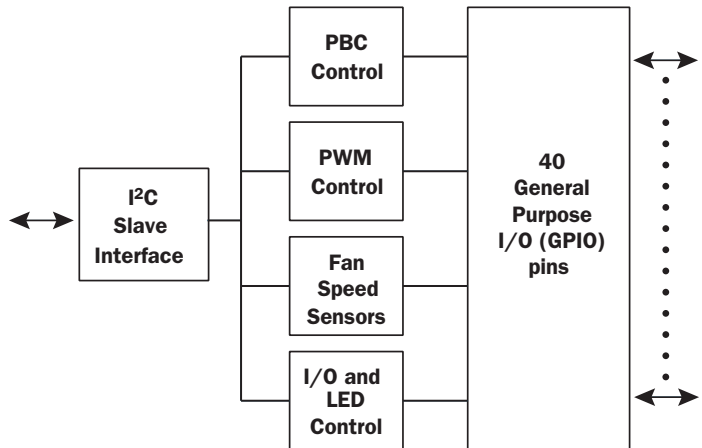 PBC
Control
PWM
Control
I²C
Slave
Interface
Fan
Speed
Sensors
I/O and
LED
Control
40
General
Purpose
I/O (GPIO)
pins